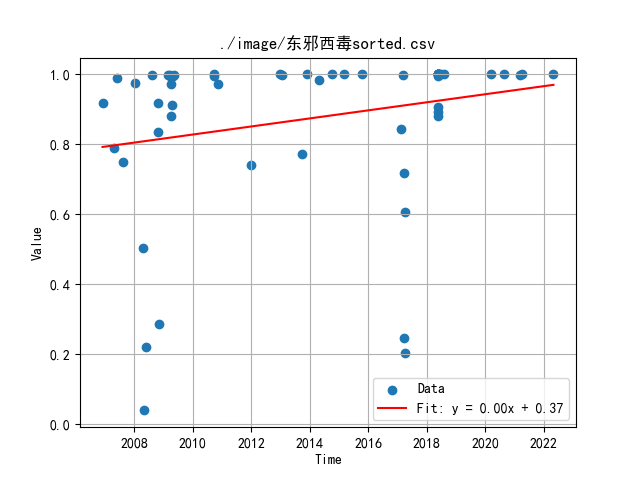 ./image/东邪西毒sorted.csv
1.0
0.8
0.6
0.4
0.2
0.0
Value
2008 2010 2012 2014 2016 2018 2020 2022
Time
Data
Fit: y = 0.00x + 0.37